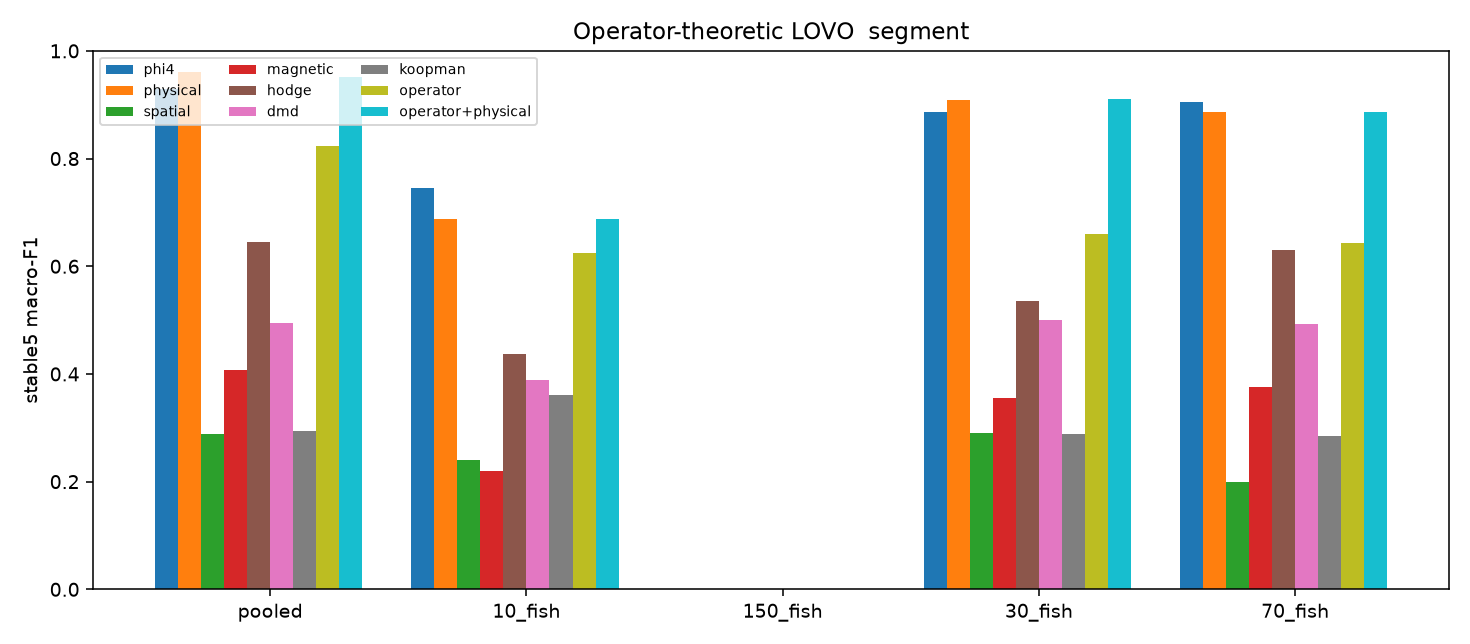 Operator-theoretic LOVO  segment
stable5 macro-F1
1.0
0.8
0.6
0.4
0.2
0.0
phi4
physical
spatial
magnetic
hodge
dmd
koopman
operator
operator+physical
pooled
10_fish
150_fish
30_fish
70_fish